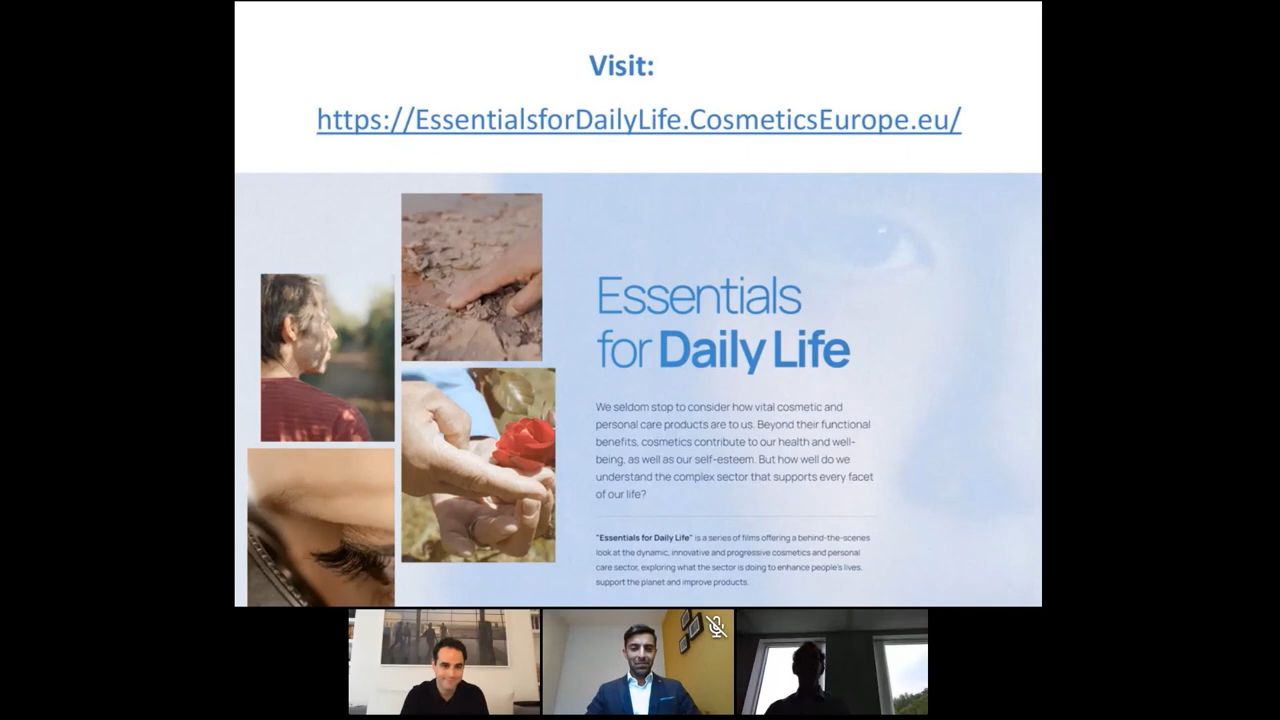 Visit:
https://EssentialsforDailyLife.CosmeticsEurope.eu/
Essentials
for Daily Life
We seldom stop to consider how vital cosmetic and
personal care products are to us. Beyond their functional
benefits, cosmetics contribute to our health and well-
being, as well as our self-esteem. But how well do we
understand the complex sector that supports every facet
of our life?
"Essentials for Daily Life" is a series of films offering a behind-the-scenes
look at the dynamic, innovative and progressive cosmetics and personal
care sector, exploring what the sector is doing to enhance people's lives,
support the planet and improve products.